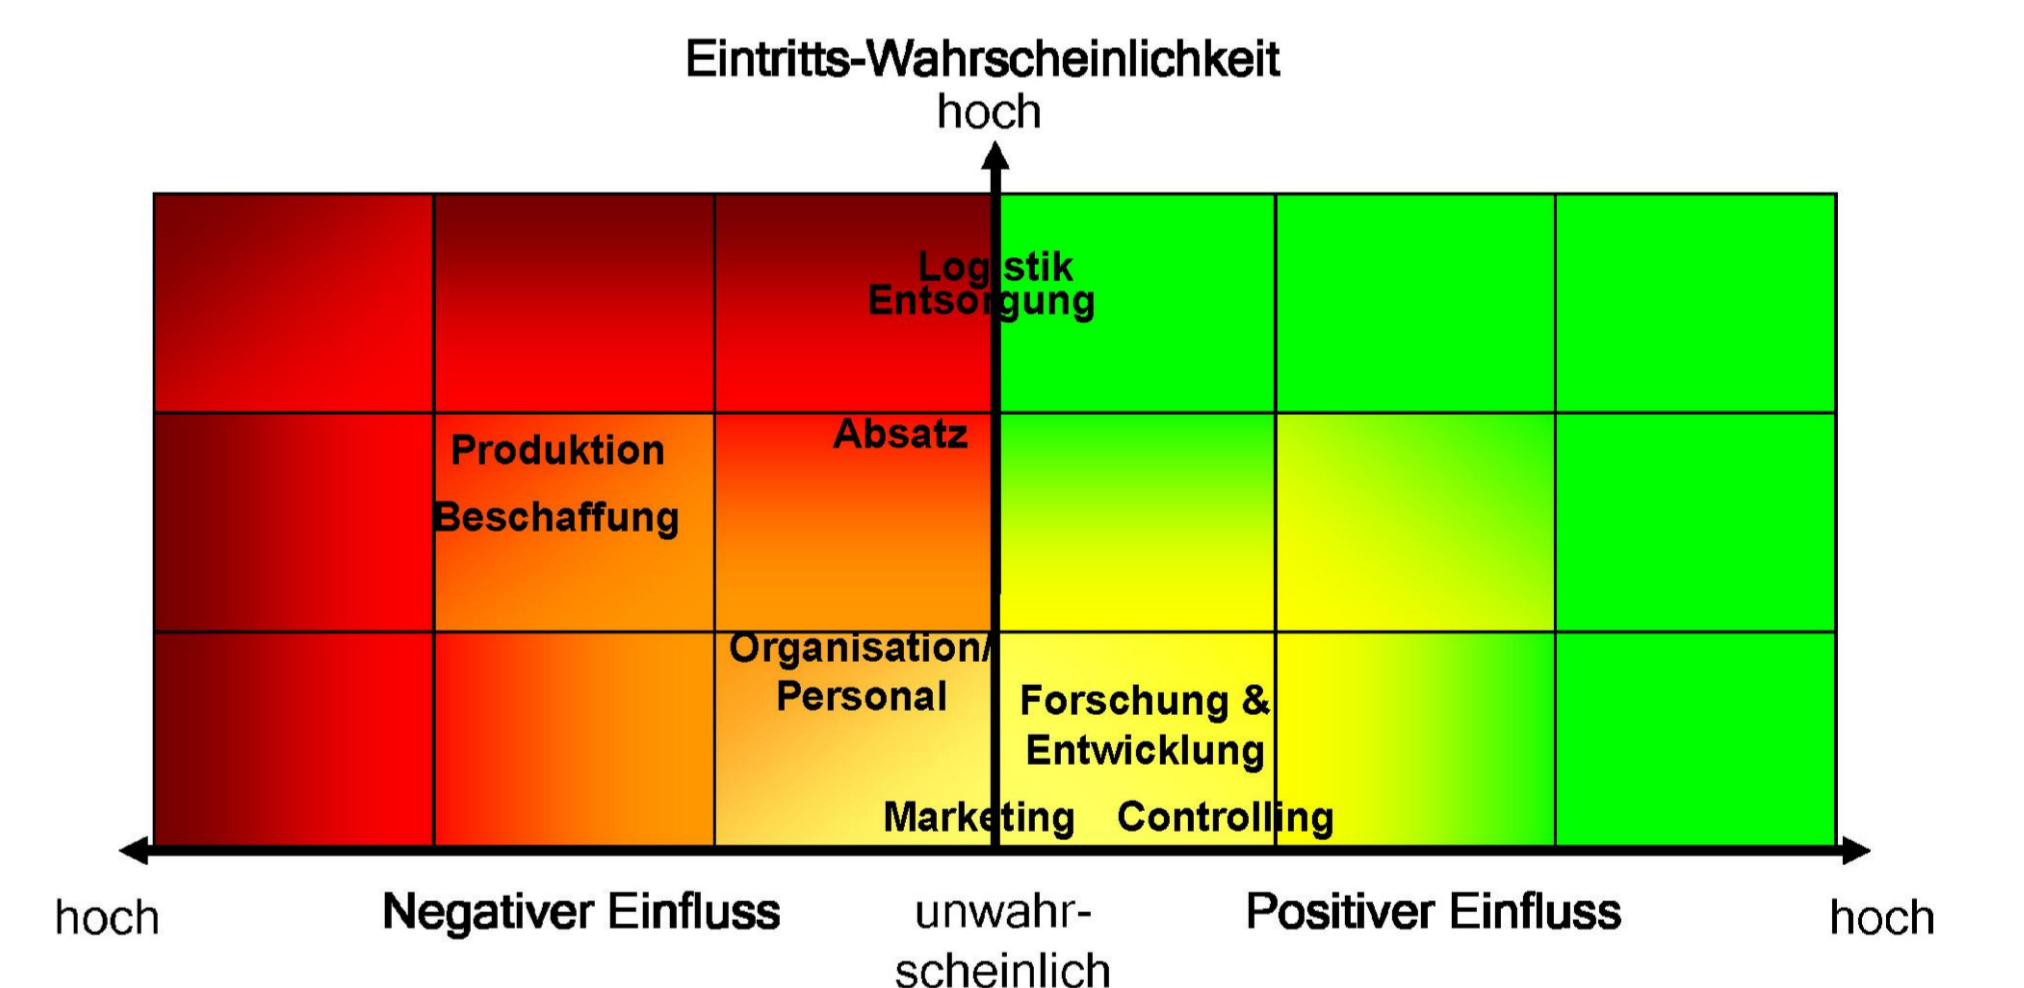 Eintritts-Wahrscheinlichkeit
hoch
Logistik
Entsorgung
Absatz
Produktion
Beschaffung
Organisation/
Personal
Forschung &
Entwicklung
Marketing Controlling
hoch Negativer Einfluss unwahr- Positiver Einfluss hoch
scheinlich